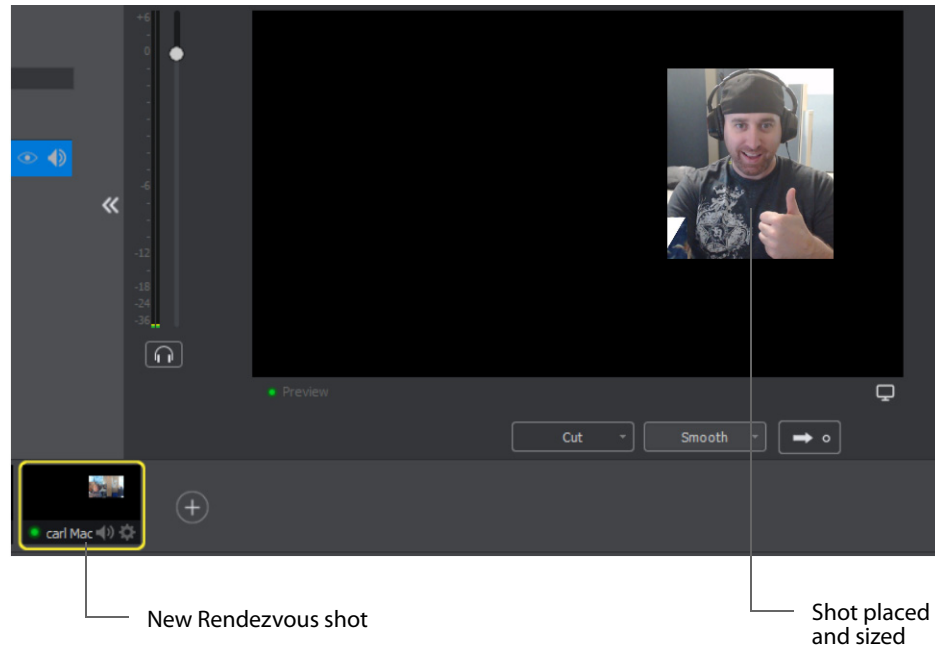 +6
0
-6
-12
-18
-24
-36
Preview
Cut
Smooth
carl Mac
New Rendezvous shot
Shot placed
and sized